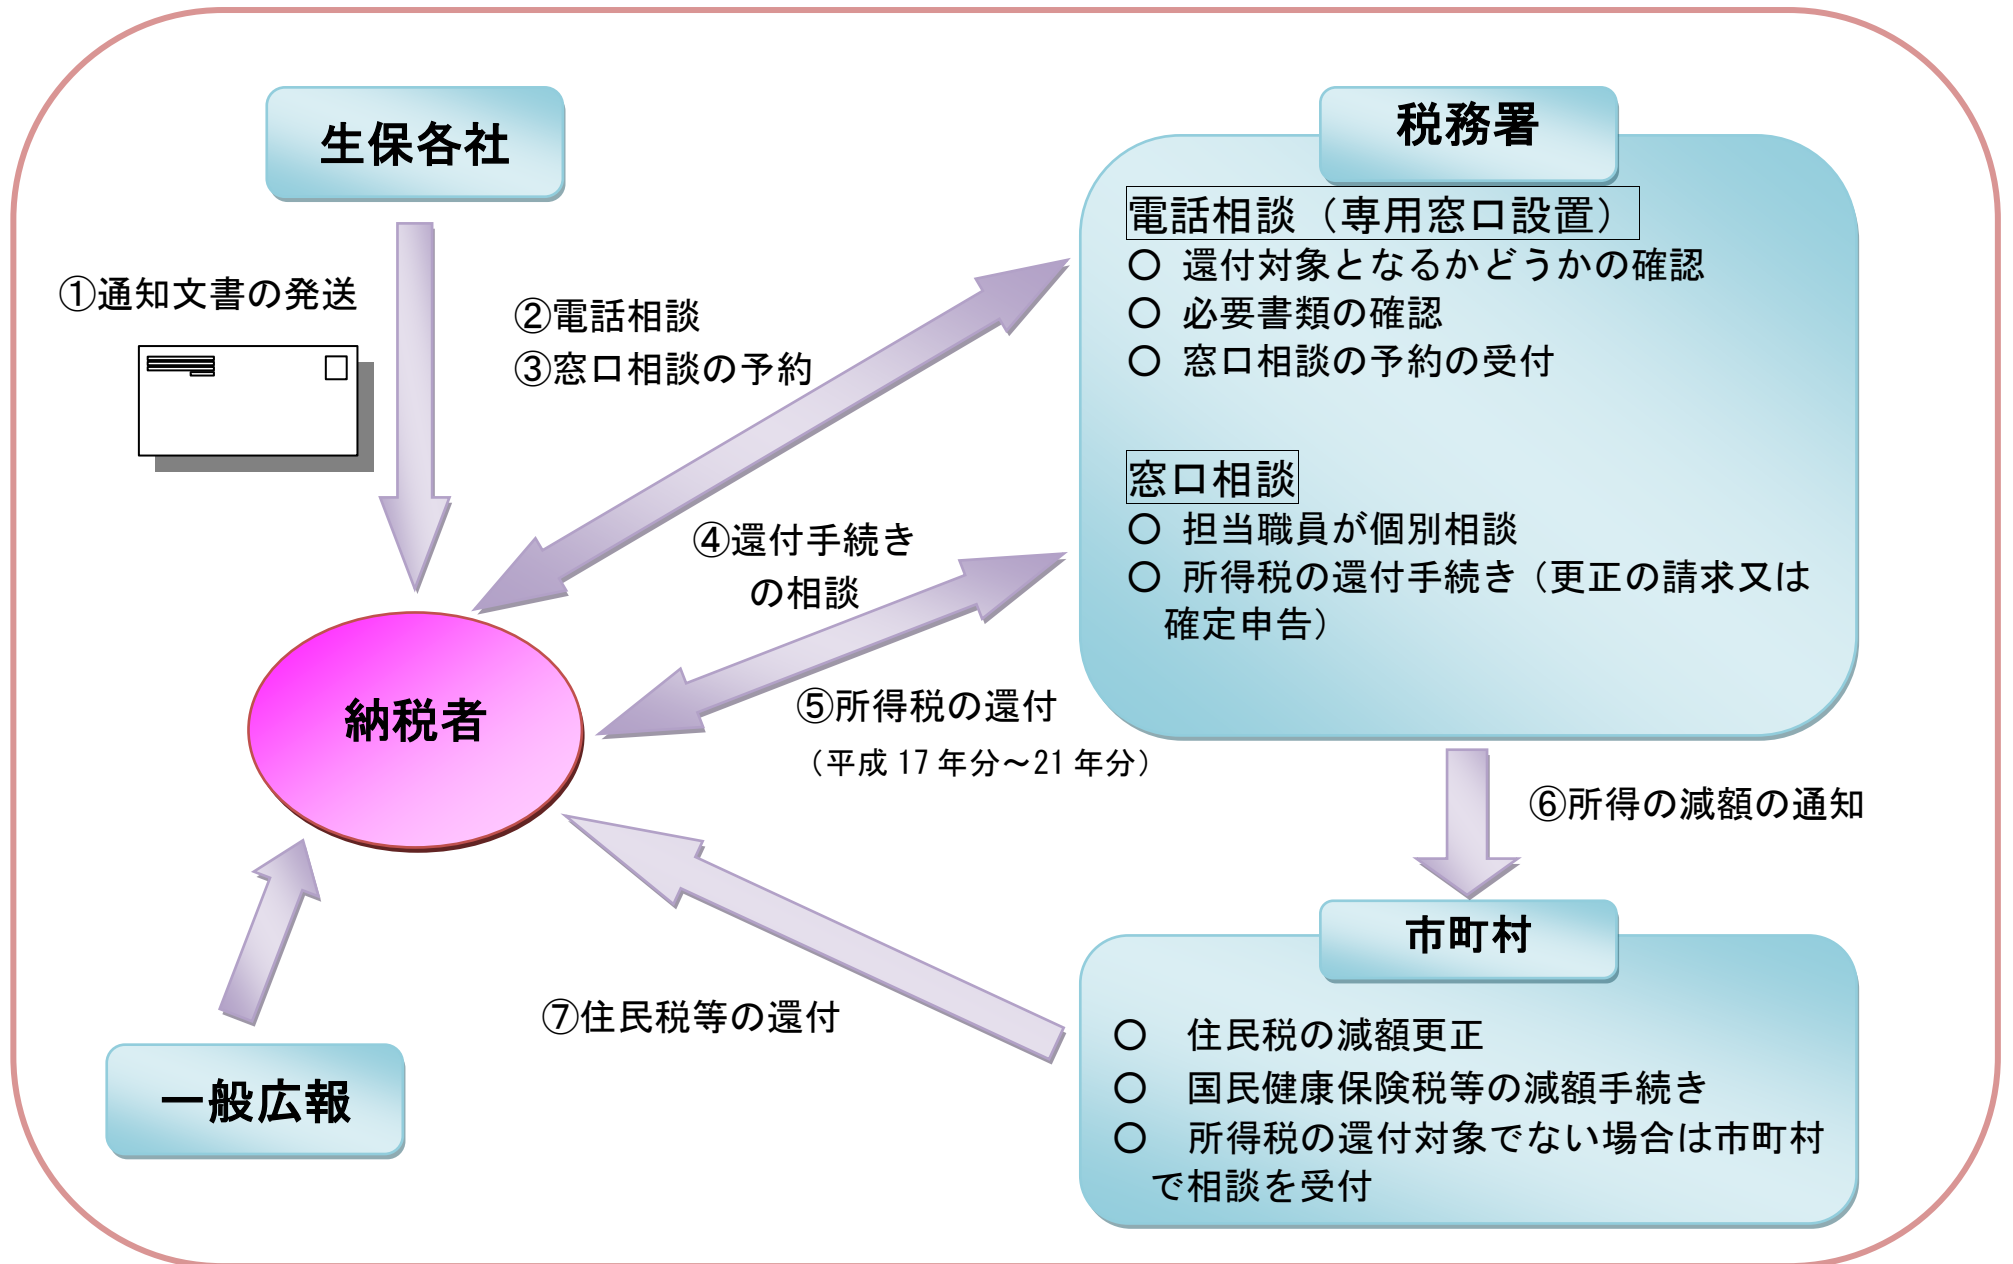 生保各社
①通知文書の発送
②電話相談
③窓口相談の予約
④還付手続き
の相談
⑤所得税の還付
（平成 17 年分～21 年分）
納税者
一般広報
⑦住民税等の還付
税務署
電話相談（専用窓口設置）
○ 還付対象となるかどうかの確認
○ 必要書類の確認
○ 窓口相談の予約の受付
窓口相談
○ 担当職員が個別相談
○ 所得税の還付手続き（更正の請求又は
確定申告）
⑥所得の減額の通知
市町村
○ 住民税の減額更正
○ 国民健康保険税等の減額手続き
○ 所得税の還付対象でない場合は市町村
で相談を受付